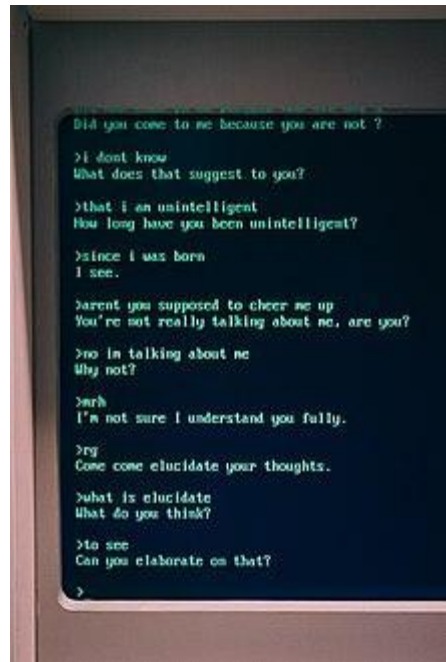 Did you come to me because you are not ?
>i dont know
What does that suggest to you?
>that i am unintelligent
How long have you been unintelligent?
>since i was born
I see.
>arent you supposed to cheer me up
You're not really talking about me, are you?
>no im talking about me
Why not?
>mrh
I'm not sure I understand you fully.
>rg
Come come elucidate your thoughts.
>what is elucidate
What do you think?
>to see
Can you elaborate on that?
>